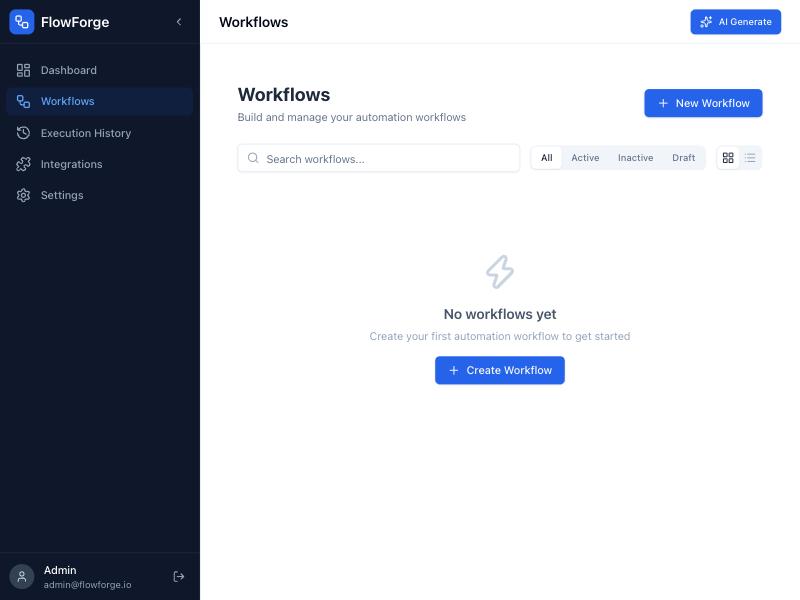 FlowForge
Dashboard
Workflows
Execution History
Integrations
Settings
Admin
admin@flowforge.io
Workflows
AI Generate
Workflows
Build and manage your automation workflows
New Workflow
Search workflows...
All
Active
Inactive
Draft
No workflows yet
Create your first automation workflow to get started
Create Workflow